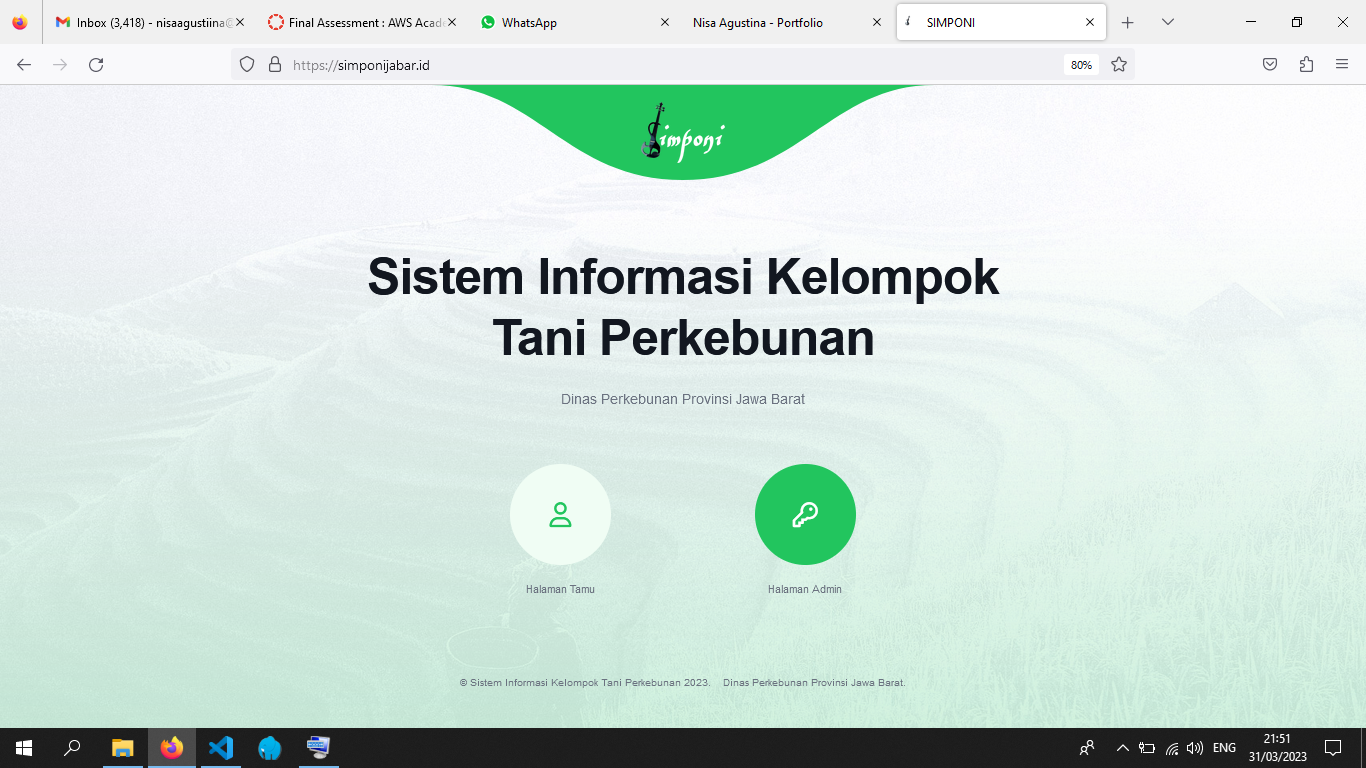 Inbox (3,418) - nisaagustiina@
Final Assessment : AWS Acade
WhatsApp
Nisa Agustina - Portfolio
SIMPONI
https://simponijabar.id
80%
Simponi
Sistem Informasi Kelompok
Tani Perkebunan
Dinas Perkebunan Provinsi Jawa Barat
Halaman Tamu
Halaman Admin
© Sistem Informasi Kelompok Tani Perkebunan 2023. Dinas Perkebunan Provinsi Jawa Barat.
ENG
21:51
31/03/2023